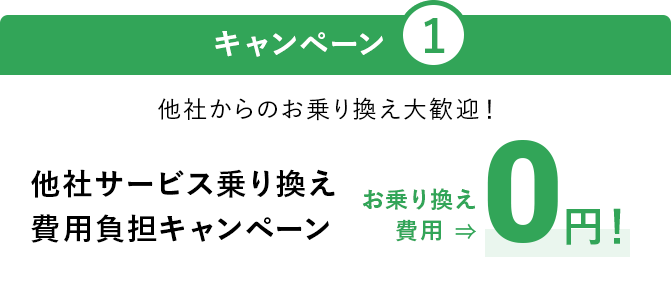 キャンペーン 1
他社からのお乗り換え大歓迎！
他社サービス乗り換え
費用負担キャンペーン
お乗り換え
費用 ⇒ 0円！